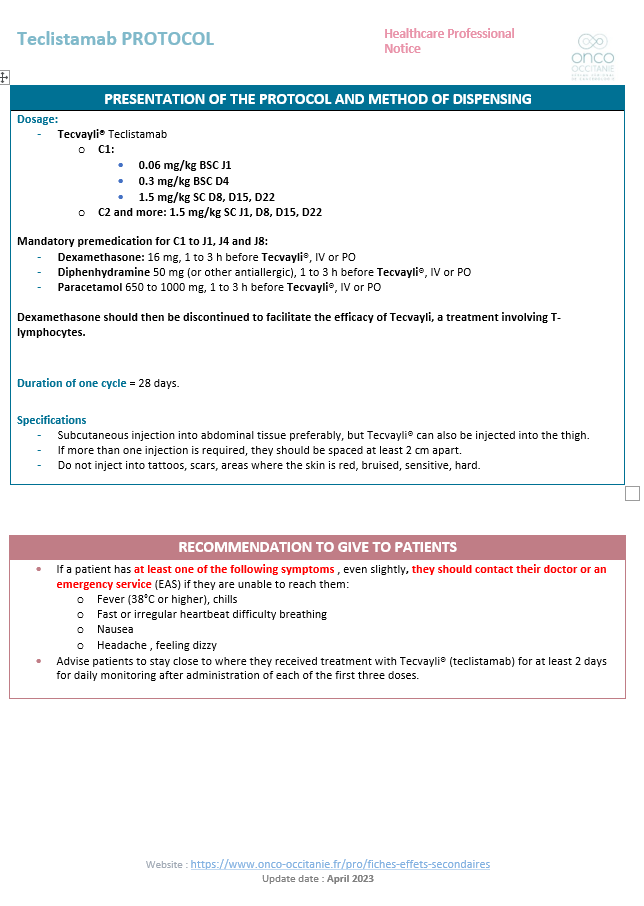 Teclistamab PROTOCOL
Healthcare Professional
Notice
onco
OCCITANIE
PRESENTATION OF THE PROTOCOL AND METHOD OF DISPENSING
Dosage:
- Tecvayli® Teclistamab
o C1:
• 0.06 mg/kg BSC J1
• 0.3 mg/kg BSC D4
• 1.5 mg/kg SC D8, D15, D22
o C2 and more: 1.5 mg/kg SC J1, D8, D15, D22
Mandatory premedication for C1 to J1, J4 and J8:
- Dexamethasone: 16 mg, 1 to 3 h before Tecvayli®, IV or PO
- Diphenhydramine 50 mg (or other antiallergic), 1 to 3 h before Tecvayli®, IV or PO
- Paracetamol 650 to 1000 mg, 1 to 3 h before Tecvayli®, IV or PO
Dexamethasone should then be discontinued to facilitate the efficacy of Tecvayli, a treatment involving T-
lymphocytes.
Duration of one cycle = 28 days.
Specifications
- Subcutaneous injection into abdominal tissue preferably, but Tecvayli® can also be injected into the thigh.
- If more than one injection is required, they should be spaced at least 2 cm apart.
- Do not inject into tattoos, scars, areas where the skin is red, bruised, sensitive, hard.
RECOMMENDATION TO GIVE TO PATIENTS
• If a patient has at least one of the following symptoms , even slightly, they should contact their doctor or an
emergency service (EAS) if they are unable to reach them:
o Fever (38°C or higher), chills
o Fast or irregular heartbeat difficulty breathing
o Nausea
o Headache , feeling dizzy
• Advise patients to stay close to where they received treatment with Tecvayli® (teclistamab) for at least 2 days
for daily monitoring after administration of each of the first three doses.
Website : https://www.onco-occitanie.fr/pro/fiches-effets-secondaires
Update date : April 2023